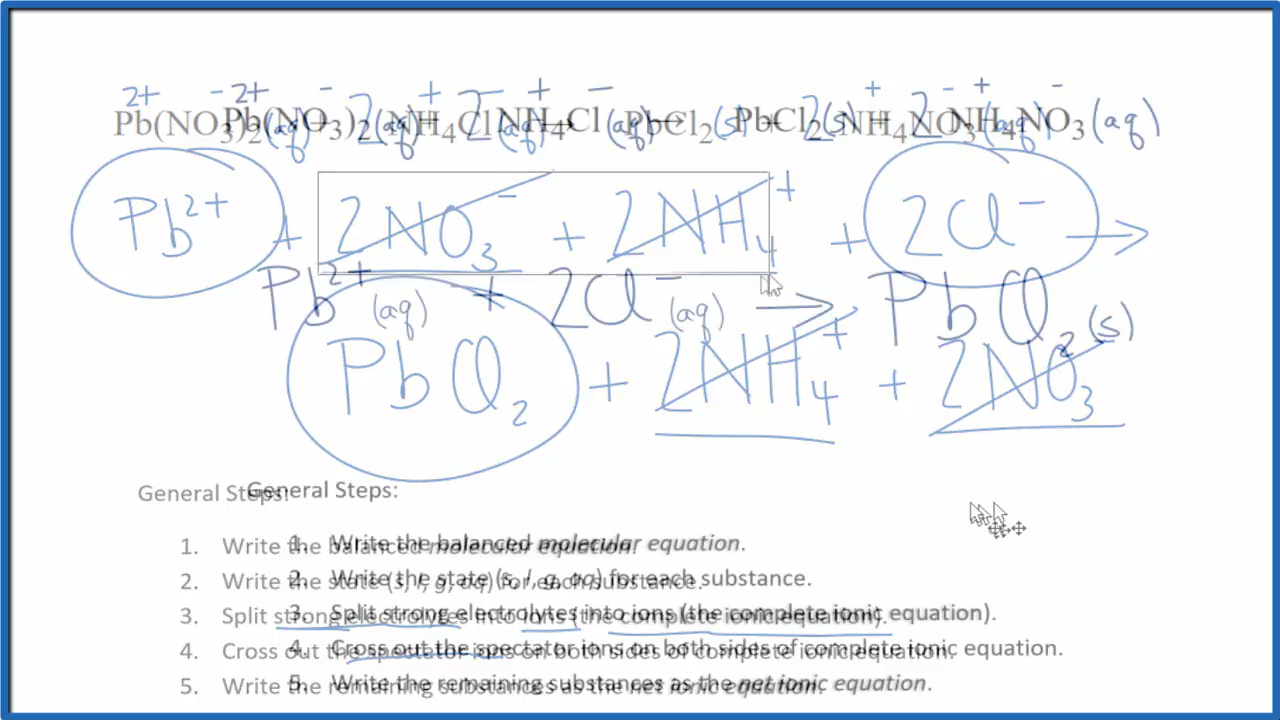 Pb(NO3)2(aq) + 2NH4Cl(aq) → PbCl2(s) + 2NH4NO3(aq)
Pb2+ + 2NO3- + 2NH4+ + 2Cl- →
Pb2+(aq) + 2Cl-(aq) → PbCl2(s)
PbCl2 + 2NH4+ + 2NO3
General Steps:
1. Write the balanced molecular equation.
2. Write the state (s, l, g, aq) for each substance.
3. Split strong electrolytes into ions (the complete ionic equation).
4. Cross out the spectator ions on both sides of complete ionic equation.
5. Write the remaining substances as the net ionic equation.